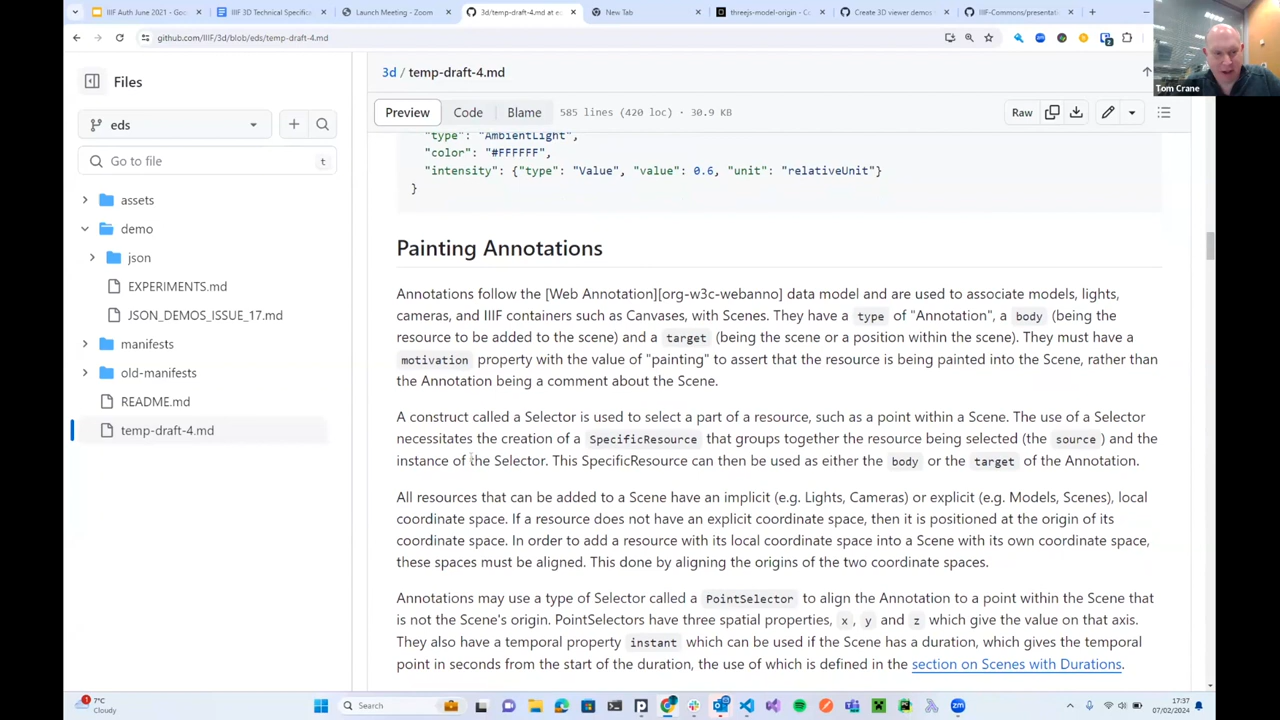 IIIF Auth June 2021 - Goo
IIIF 3D Technical Specifica
Launch Meeting - Zoom
3d/temp-draft-4.md at e
New Tab
threejs-model-origin - C
Create 3D viewer demos
IIIF-Commons/presenta
github.com/IIIF/3d/blob/eds/temp-draft-4.md
Tom Crane
Files
3d / temp-draft-4.md
eds
Preview
Code
Blame
585 lines (420 loc) · 30.9 KB
Raw
Go to file
t
assets
demo
json
EXPERIMENTS.md
JSON_DEMOS_ISSUE_17.md
manifests
old-manifests
README.md
temp-draft-4.md
"type": "AmbientLight",
"color": "#FFFFFF",
"intensity": {"type": "Value", "value": 0.6, "unit": "relativeUnit"}
}
Painting Annotations
Annotations follow the [Web Annotation][org-w3c-webanno] data model and are used to associate models, lights,
cameras, and IIIF containers such as Canvases, with Scenes. They have a type of "Annotation", a body (being the
resource to be added to the scene) and a target (being the scene or a position within the scene). They must have a
motivation property with the value of "painting" to assert that the resource is being painted into the Scene, rather than
the Annotation being a comment about the Scene.
A construct called a Selector is used to select a part of a resource, such as a point within a Scene. The use of a Selector
necessitates the creation of a SpecificResource that groups together the resource being selected (the source ) and the
instance of the Selector. This SpecificResource can then be used as either the body or the target of the Annotation.
All resources that can be added to a Scene have an implicit (e.g. Lights, Cameras) or explicit (e.g. Models, Scenes), local
coordinate space. If a resource does not have an explicit coordinate space, then it is positioned at the origin of its
coordinate space. In order to add a resource with its local coordinate space into a Scene with its own coordinate space,
these spaces must be aligned. This done by aligning the origins of the two coordinate spaces.
Annotations may use a type of Selector called a PointSelector to align the Annotation to a point within the Scene that
is not the Scene's origin. PointSelectors have three spatial properties, x , y and z which give the value on that axis.
They also have a temporal property instant which can be used if the Scene has a duration, which gives the temporal
point in seconds from the start of the duration, the use of which is defined in the section on Scenes with Durations.
1
7°C
Cloudy
Search
17:37
07/02/2024